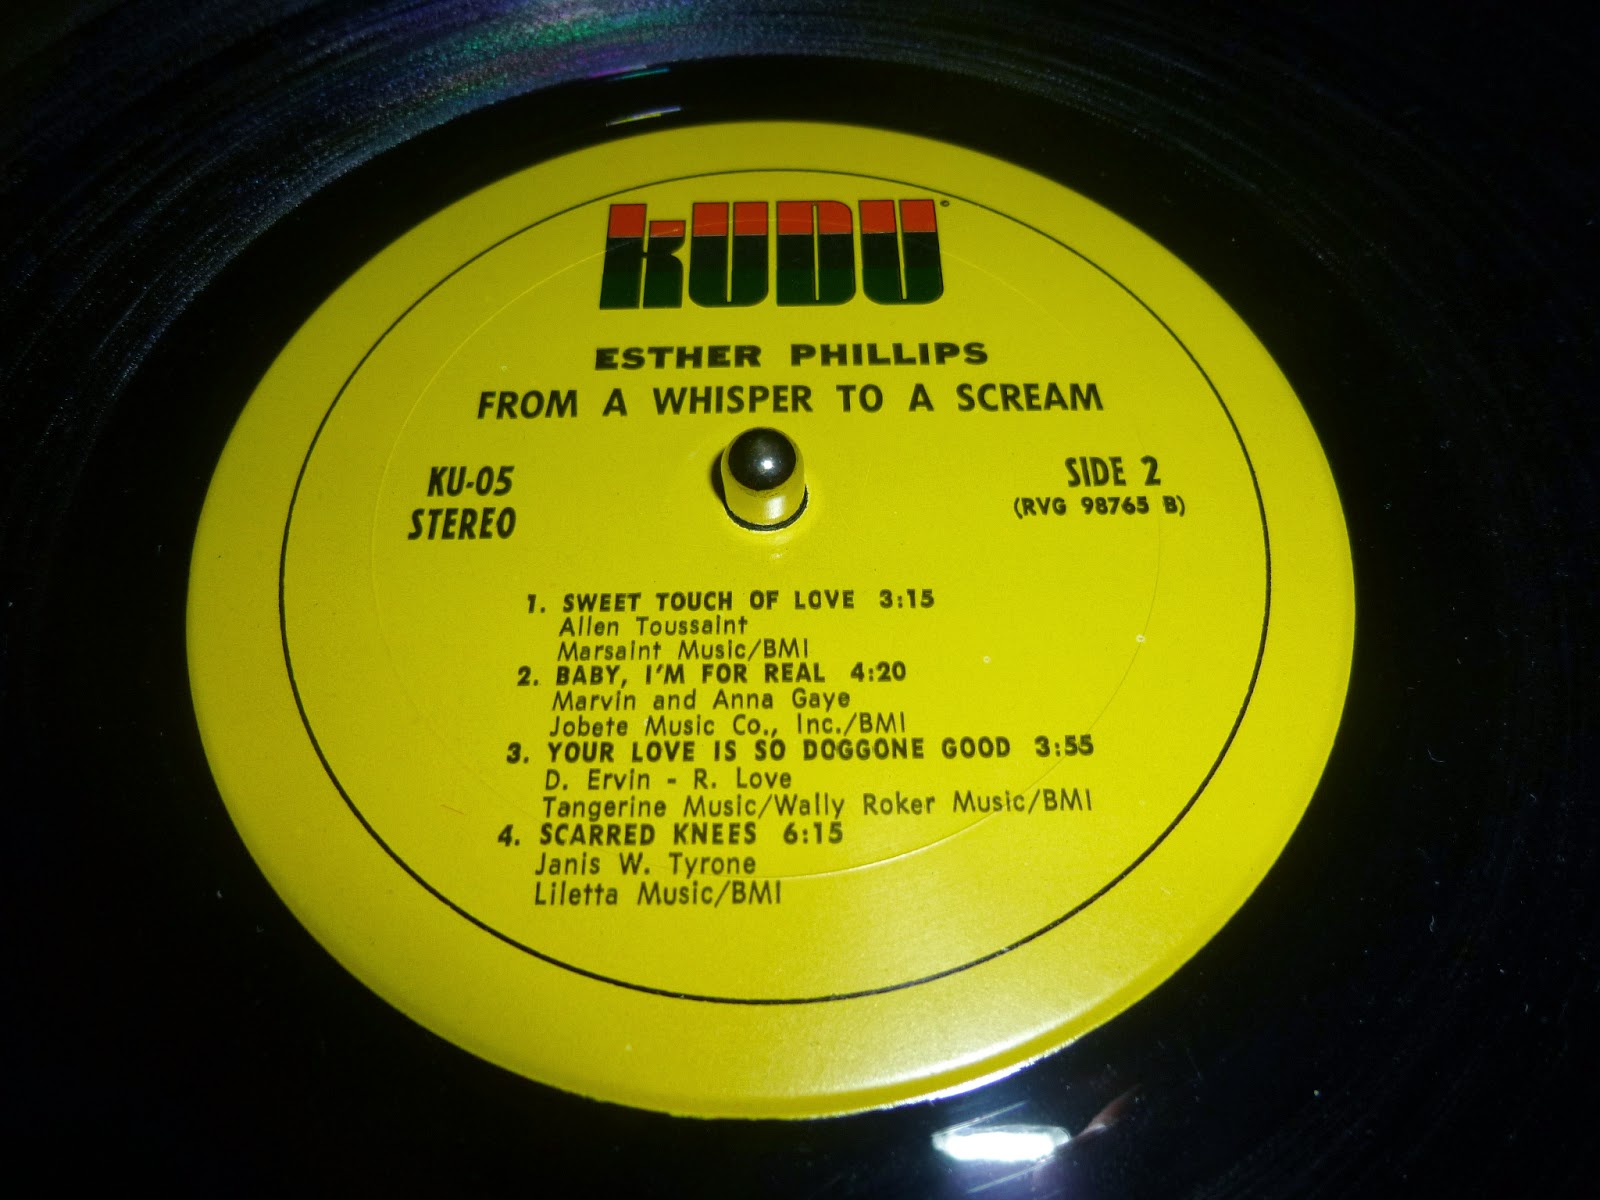 KUDU
ESTHER PHILLIPS
FROM A WHISPER TO A SCREAM
KU-05
STEREO
SIDE 2
(RVG 98765 B)
1. SWEET TOUCH OF LOVE 3:15
Allen Toussaint
Marsaint Music/BMI
2. BABY, I'M FOR REAL 4:20
Marvin and Anna Gaye
Jobete Music Co., Inc./BMI
3. YOUR LOVE IS SO DOGGONE GOOD 3:55
D. Ervin - R. Love
Tangerine Music/Wally Roker Music/BMI
4. SCARRED KNEES 6:15
Janis W. Tyrone
Liletta Music/BMI